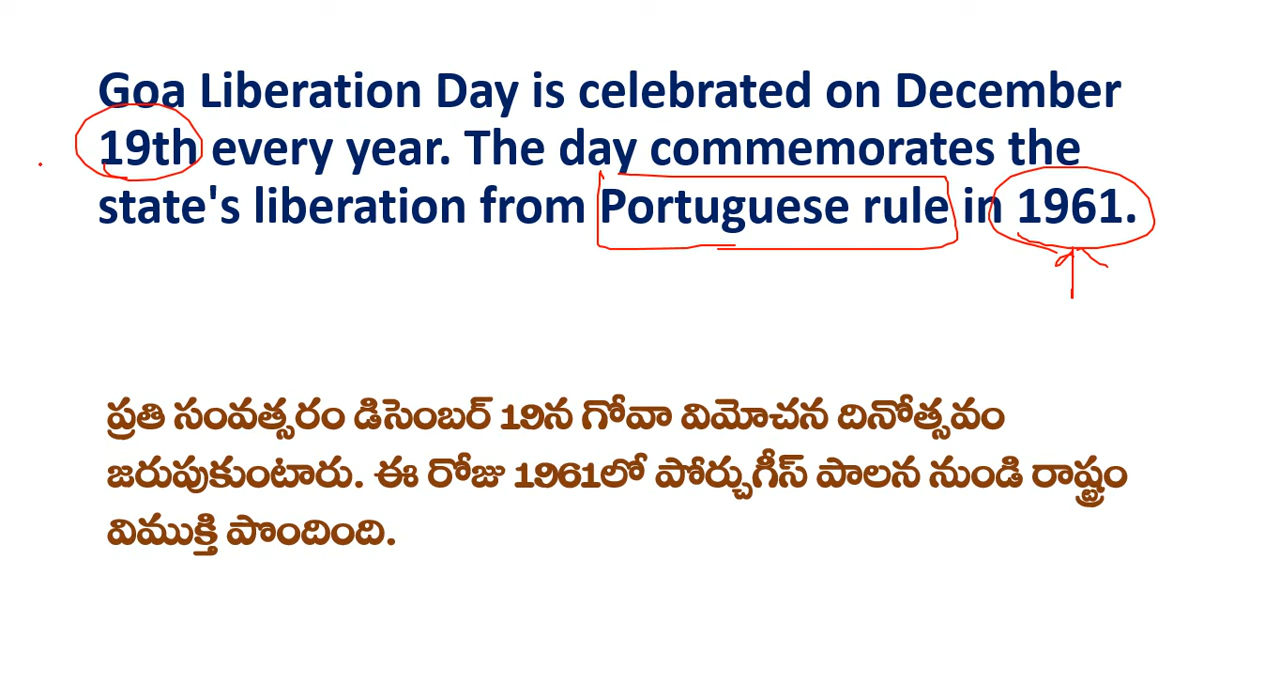 Goa Liberation Day is celebrated on December
19th every year. The day commemorates the
state's liberation from Portuguese rule in 1961.
ప్రతి సంవత్సరం డిసెంబర్ 19న గోవా విమోచన దినోత్సవం
జరుపుకుంటారు. ఈ రోజు 1961లో పోర్చుగీస్ పాలన నుండి రాష్ట్రం
విముక్తి పొందింది.